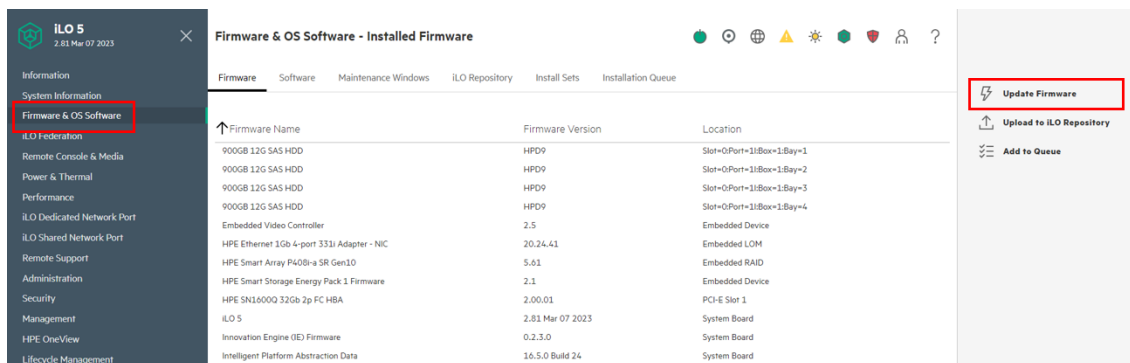 iLO 5
2.81 Mar 07 2023
Information
System Information
Firmware & OS Software
iLO Federation
Remote Console & Media
Power & Thermal
Performance
iLO Dedicated Network Port
iLO Shared Network Port
Remote Support
Administration
Security
Management
HPE OneView
Lifecycle Management
Firmware & OS Software - Installed Firmware
?
Firmware Software Maintenance Windows iLO Repository Install Sets Installation Queue
Firmware Name Firmware Version Location
900GB 12G SAS HDD HPD9 Slot=0:Port=1I:Box=1:Bay=1
900GB 12G SAS HDD HPD9 Slot=0:Port=1I:Box=1:Bay=2
900GB 12G SAS HDD HPD9 Slot=0:Port=1I:Box=1:Bay=3
900GB 12G SAS HDD HPD9 Slot=0:Port=1I:Box=1:Bay=4
Embedded Video Controller 2.5 Embedded Device
HPE Ethernet 1Gb 4-port 331i Adapter - NIC 20.24.41 Embedded LOM
HPE Smart Array P408i-a SR Gen10 5.61 Embedded RAID
HPE Smart Storage Energy Pack 1 Firmware 2.1 Embedded Device
HPE SN1600Q 32Gb 2p FC HBA 2.00.01 PCI-E Slot 1
iLO 5 2.81 Mar 07 2023 System Board
Innovation Engine (IE) Firmware 0.2.3.0 System Board
Intelligent Platform Abstraction Data 16.5.0 Build 24 System Board
Update Firmware
Upload to iLO Repository
Add to Queue